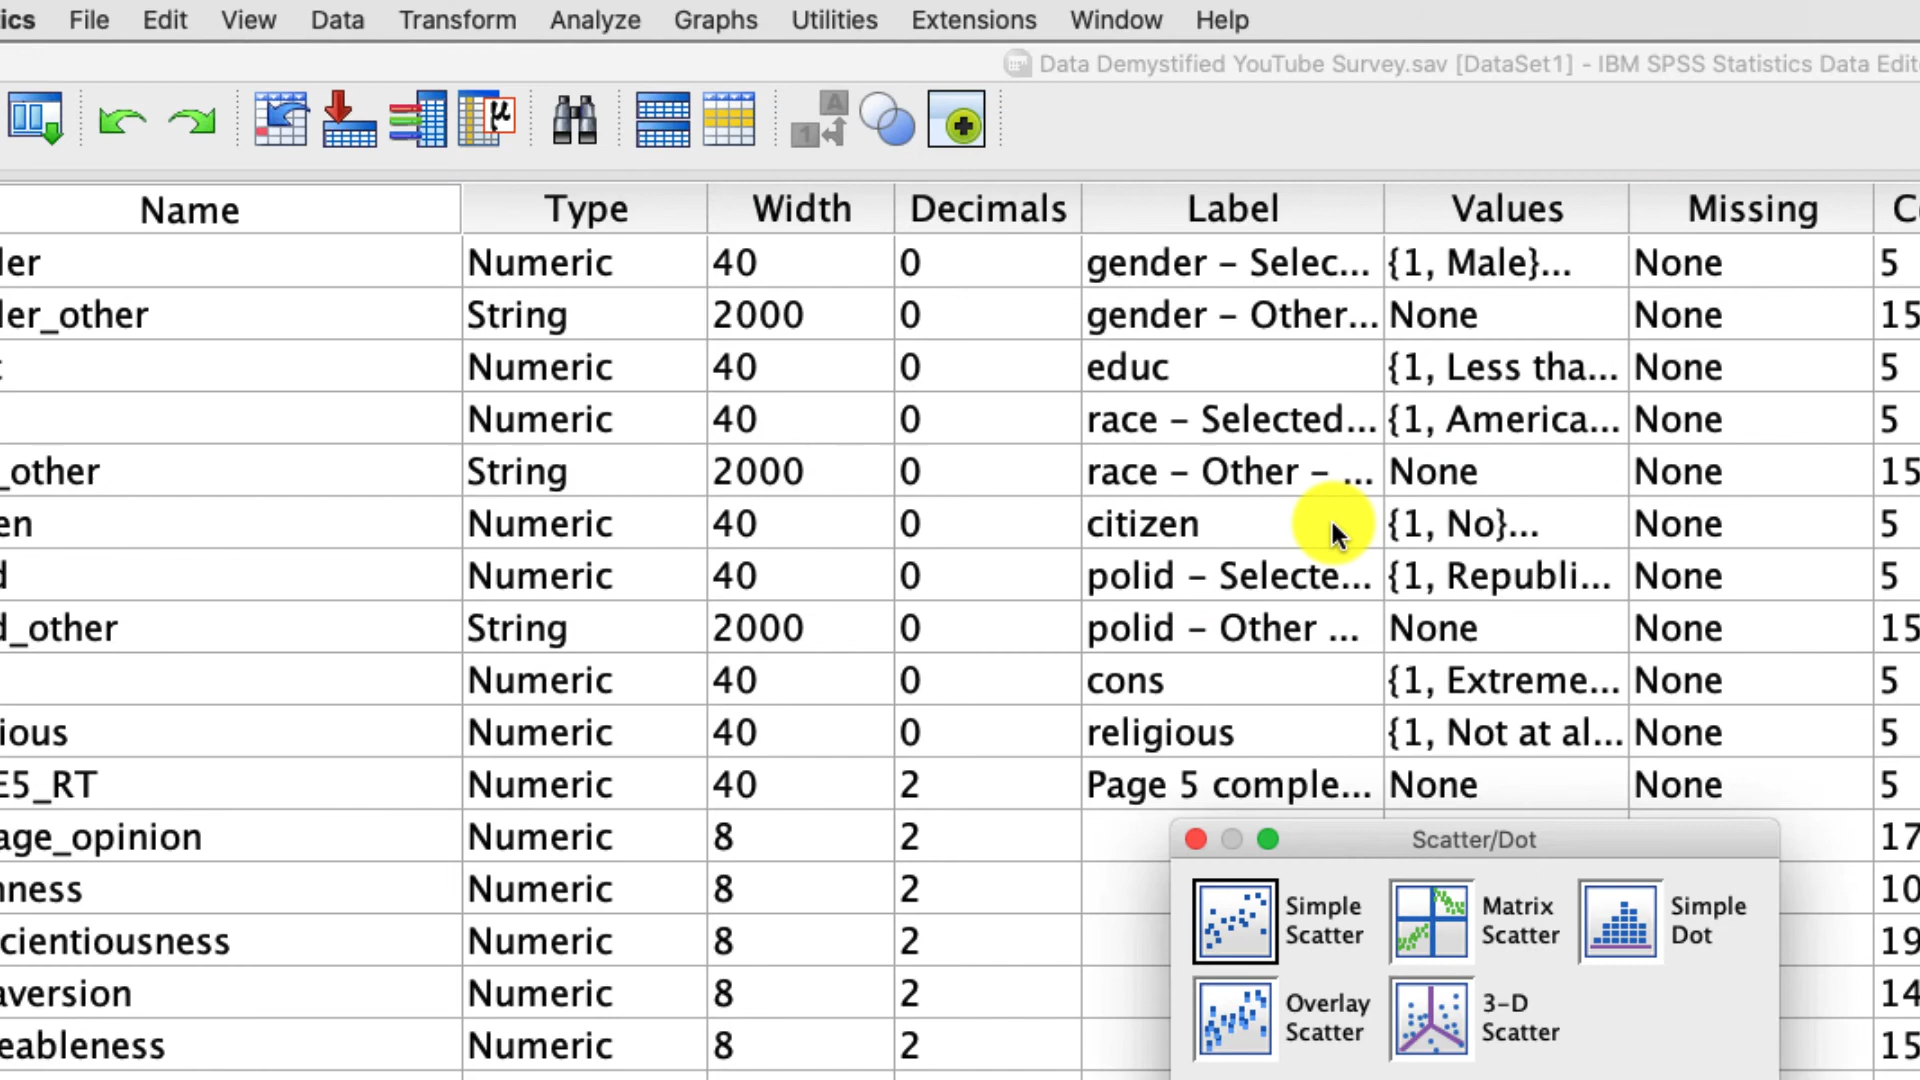 ics File Edit View Data Transform Analyze Graphs Utilities Extensions Window Help
Data Demystified YouTube Survey.sav [DataSet1] - IBM SPSS Statistics Data Edit
A
1
μ
Name Type Width Decimals Label Values Missing C
ler Numeric 40 0 gender – Selec... {1, Male}... None 5
ler_other String 2000 0 gender – Other... None None 15
Numeric 40 0 educ {1, Less tha... None 5
Numeric 40 0 race – Selected... {1, America... None 5
_other String 2000 0 race – Other – ... None None 15
en Numeric 40 0 citizen {1, No}... None 5
d Numeric 40 0 polid – Selecte... {1, Republi... None 5
d_other String 2000 0 polid – Other ... None None 15
Numeric 40 0 cons {1, Extreme... None 5
ious Numeric 40 0 religious {1, Not at al... None 5
E5_RT Numeric 40 2 Page 5 comple... None None 5
age_opinion Numeric 8 2 17
nness Numeric 8 2 10
cientiousness Numeric 8 2 19
aversion Numeric 8 2 14
eableness Numeric 8 2 15
Scatter/Dot
Simple Scatter
Matrix Scatter
Simple Dot
Overlay Scatter
3-D Scatter